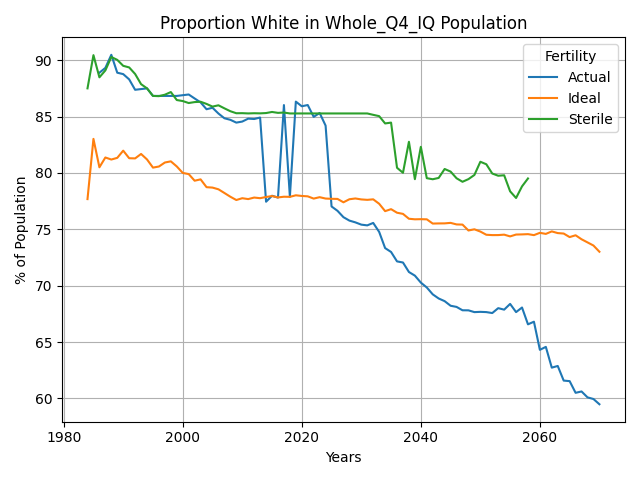 Proportion White in Whole_Q4_IQ Population
% of Population
90
85
80
75
70
65
60
1980
2000
2020
2040
2060
Years
Fertility
Actual
Ideal
Sterile